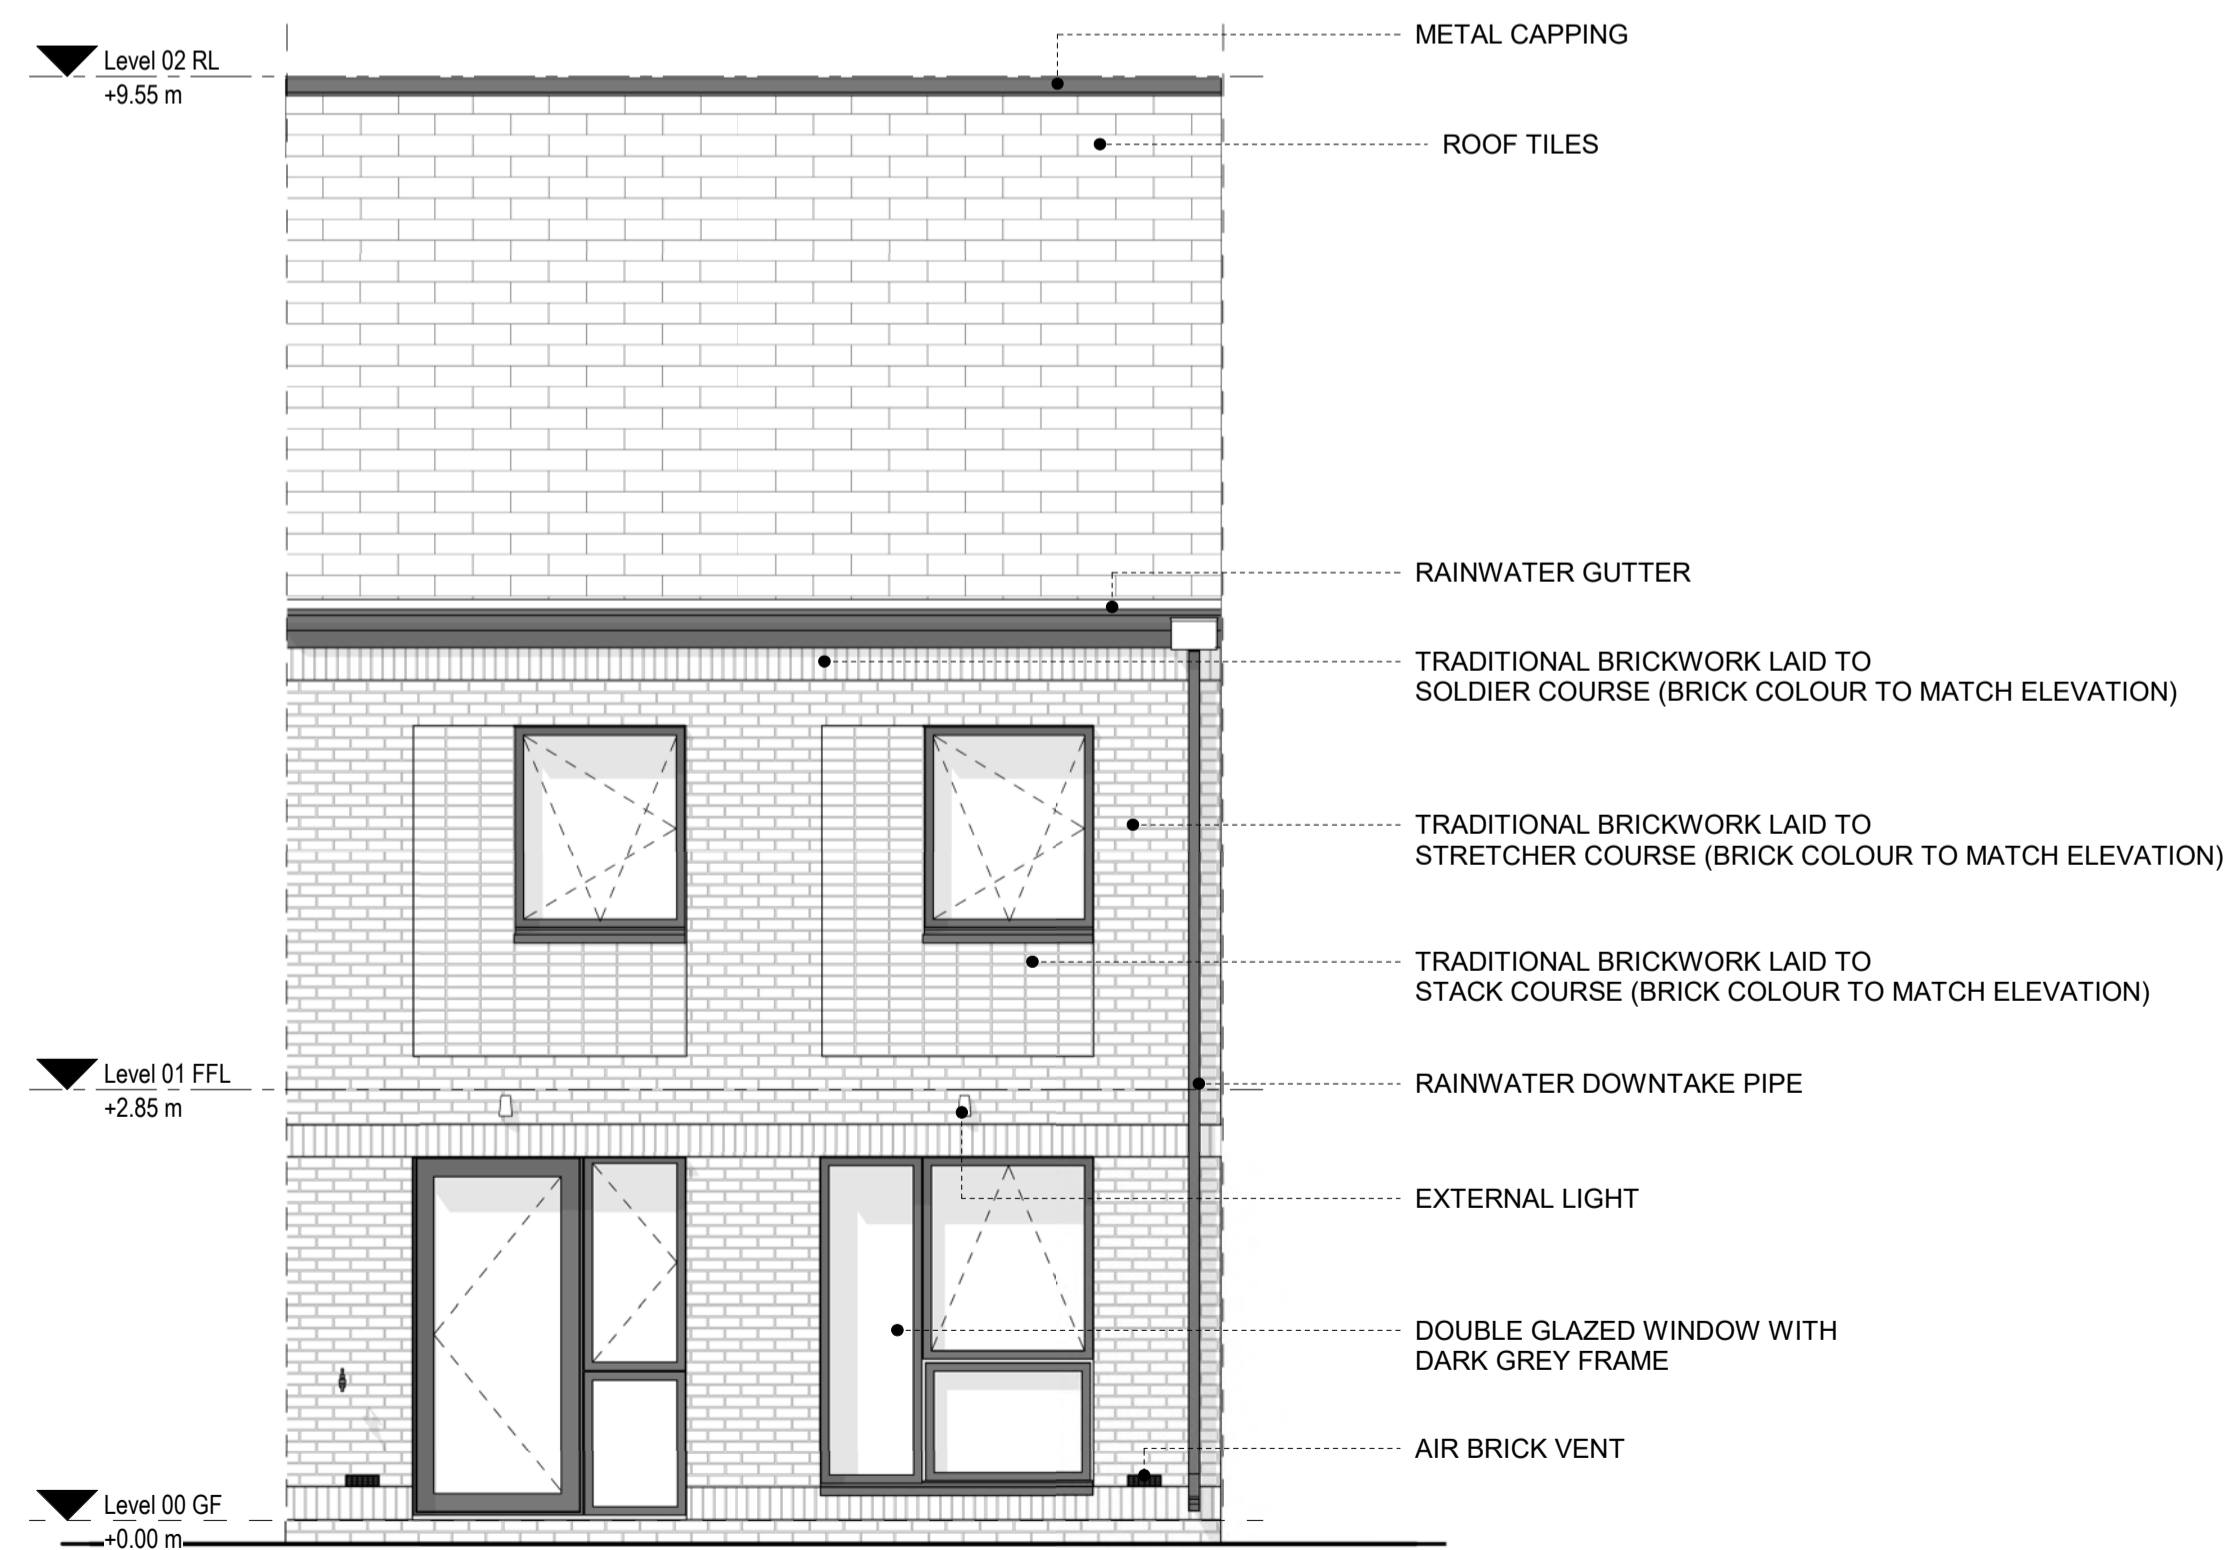 METAL CAPPING
Level 02 RL
+9.55 m
ROOF TILES
RAINWATER GUTTER
TRADITIONAL BRICKWORK LAID TO
SOLDIER COURSE (BRICK COLOUR TO MATCH ELEVATION)
TRADITIONAL BRICKWORK LAID TO
STRETCHER COURSE (BRICK COLOUR TO MATCH ELEVATION)
TRADITIONAL BRICKWORK LAID TO
STACK COURSE (BRICK COLOUR TO MATCH ELEVATION)
Level 01 FFL
+2.85 m
RAINWATER DOWNTAKE PIPE
EXTERNAL LIGHT
DOUBLE GLAZED WINDOW WITH
DARK GREY FRAME
AIR BRICK VENT
Level 00 GF
+0.00 m